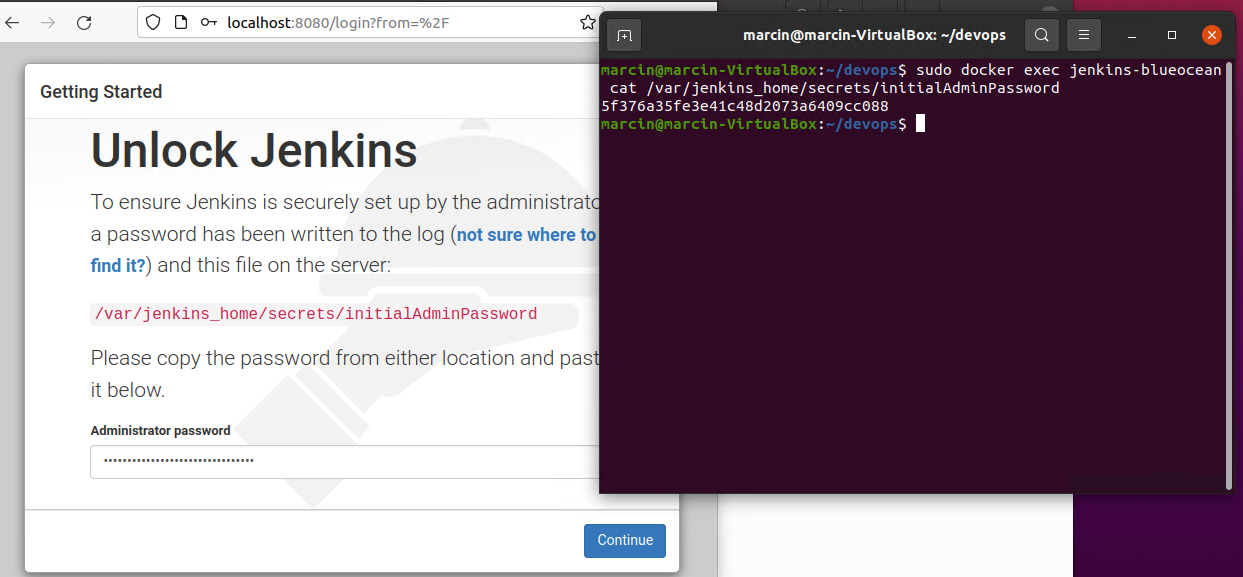 localhost:8080/login?from=%2F
Getting Started
Unlock Jenkins
To ensure Jenkins is securely set up by the administrato
a password has been written to the log (not sure where to
find it?) and this file on the server:
/var/jenkins_home/secrets/initialAdminPassword
Please copy the password from either location and past
it below.
Administrator password
••••••••••••••••••••••••••••••••
Continue
marcin@marcin-VirtualBox: ~/devops
marcin@marcin-VirtualBox:~/devops$ sudo docker exec jenkins-blueocean
cat /var/jenkins_home/secrets/initialAdminPassword
5f376a35fe3e41c48d2073a6409cc088
marcin@marcin-VirtualBox:~/devops$